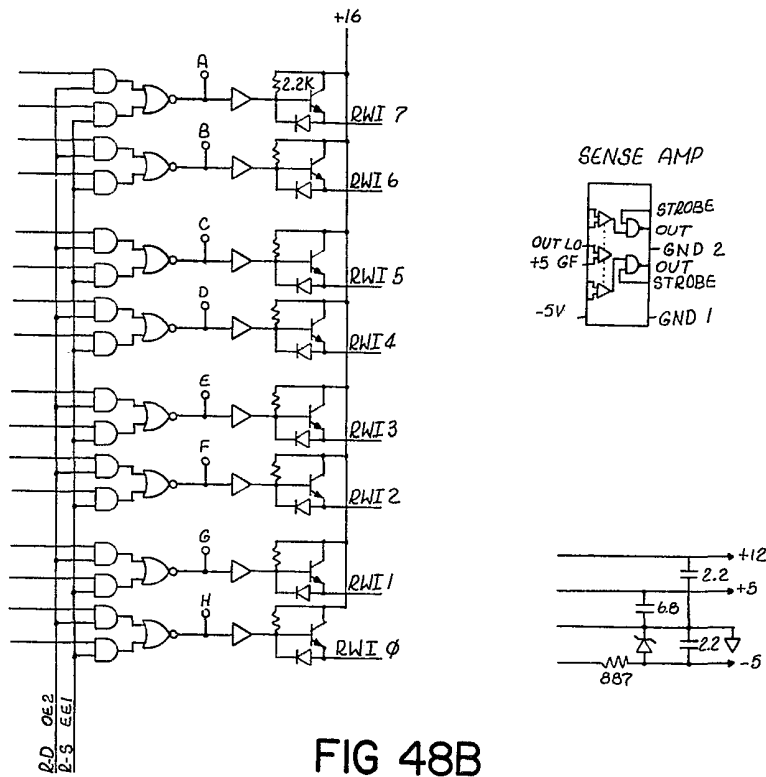 +16
A
2.2K
RWI 7
B
RWI 6
C
RWI 5
D
RWI 4
E
RWI 3
F
RWI 2
G
RWI 1
H
RWI Ø
R-D OE2
R-S EE1
SENSE AMP
STROBE
OUT
OUT LO
GND 2
+5 GF
OUT
STROBE
-5V
GND 1
+12
2.2
+5
6.8
2.2
-5
887
FIG 48B